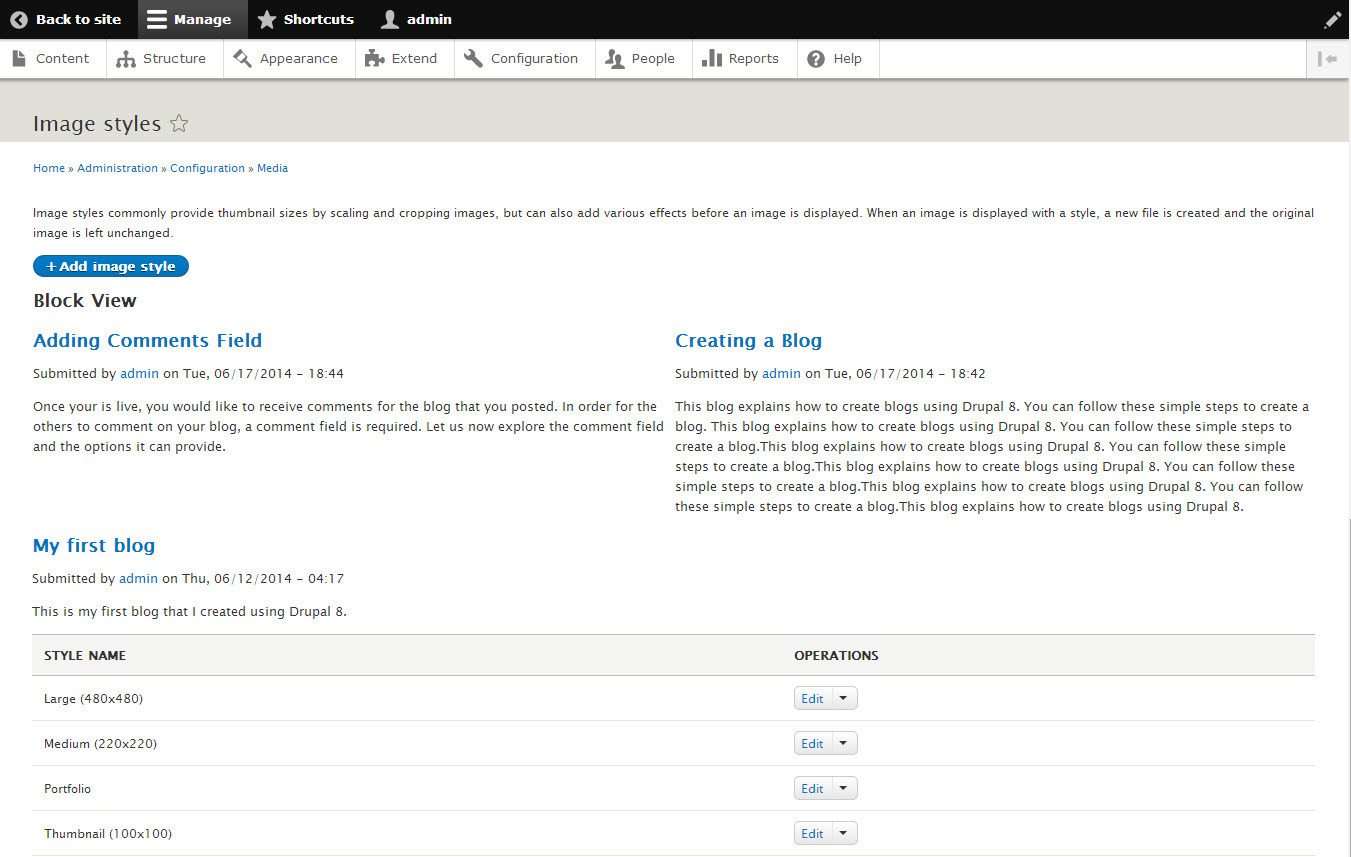 Back to site Manage Shortcuts admin
Content Structure Appearance Extend Configuration People Reports Help
Image styles
Home » Administration » Configuration » Media
Image styles commonly provide thumbnail sizes by scaling and cropping images, but can also add various effects before an image is displayed. When an image is displayed with a style, a new file is created and the original
image is left unchanged.
+ Add image style
Block View
Adding Comments Field
Submitted by admin on Tue, 06/17/2014 - 18:44
Once your is live, you would like to receive comments for the blog that you posted. In order for the
others to comment on your blog, a comment field is required. Let us now explore the comment field
and the options it can provide.
Creating a Blog
Submitted by admin on Tue, 06/17/2014 - 18:42
This blog explains how to create blogs using Drupal 8. You can follow these simple steps to create a
blog. This blog explains how to create blogs using Drupal 8. You can follow these simple steps to
create a blog.This blog explains how to create blogs using Drupal 8. You can follow these simple
steps to create a blog.This blog explains how to create blogs using Drupal 8. You can follow these
simple steps to create a blog.This blog explains how to create blogs using Drupal 8. You can follow
these simple steps to create a blog.This blog explains how to create blogs using Drupal 8.
My first blog
Submitted by admin on Thu, 06/12/2014 - 04:17
This is my first blog that I created using Drupal 8.
STYLE NAME OPERATIONS
Large (480x480) Edit
Medium (220x220) Edit
Portfolio Edit
Thumbnail (100x100) Edit